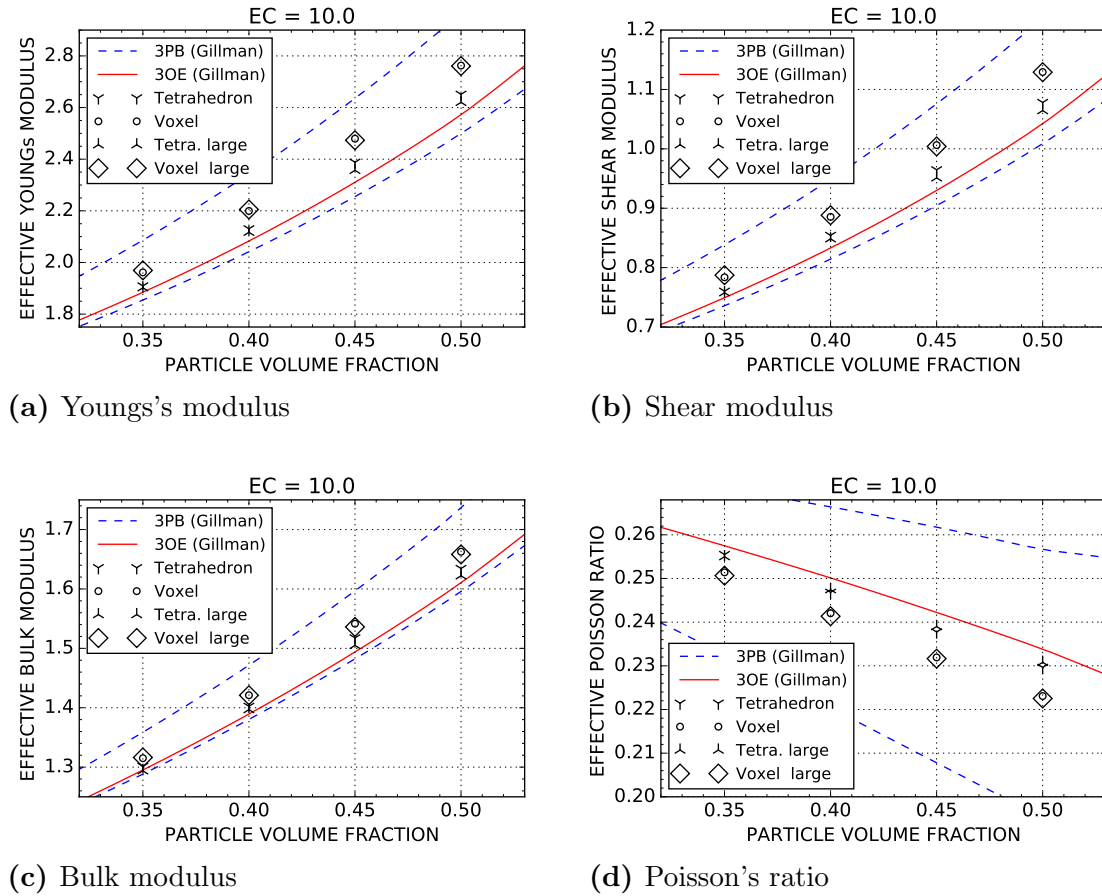 EC = 10.0
EFFECTIVE YOUNGs MODULUS
2.8
2.6
2.4
2.2
2.0
1.8
3PB (Gillman)
3OE (Gillman)
Tetrahedron
Voxel
Tetra. large
Voxel large
0.35 0.40 0.45 0.50
PARTICLE VOLUME FRACTION
(a) Youngs's modulus
EC = 10.0
EFFECTIVE SHEAR MODULUS
1.2
1.1
1.0
0.9
0.8
0.7
3PB (Gillman)
3OE (Gillman)
Tetrahedron
Voxel
Tetra. large
Voxel large
0.35 0.40 0.45 0.50
PARTICLE VOLUME FRACTION
(b) Shear modulus
EC = 10.0
EFFECTIVE BULK MODULUS
1.7
1.6
1.5
1.4
1.3
3PB (Gillman)
3OE (Gillman)
Tetrahedron
Voxel
Tetra. large
Voxel large
0.35 0.40 0.45 0.50
PARTICLE VOLUME FRACTION
(c) Bulk modulus
EC = 10.0
EFFECTIVE POISSON RATIO
0.26
0.25
0.24
0.23
0.22
0.21
0.20
3PB (Gillman)
3OE (Gillman)
Tetrahedron
Voxel
Tetra. large
Voxel large
0.35 0.40 0.45 0.50
PARTICLE VOLUME FRACTION
(d) Poisson's ratio